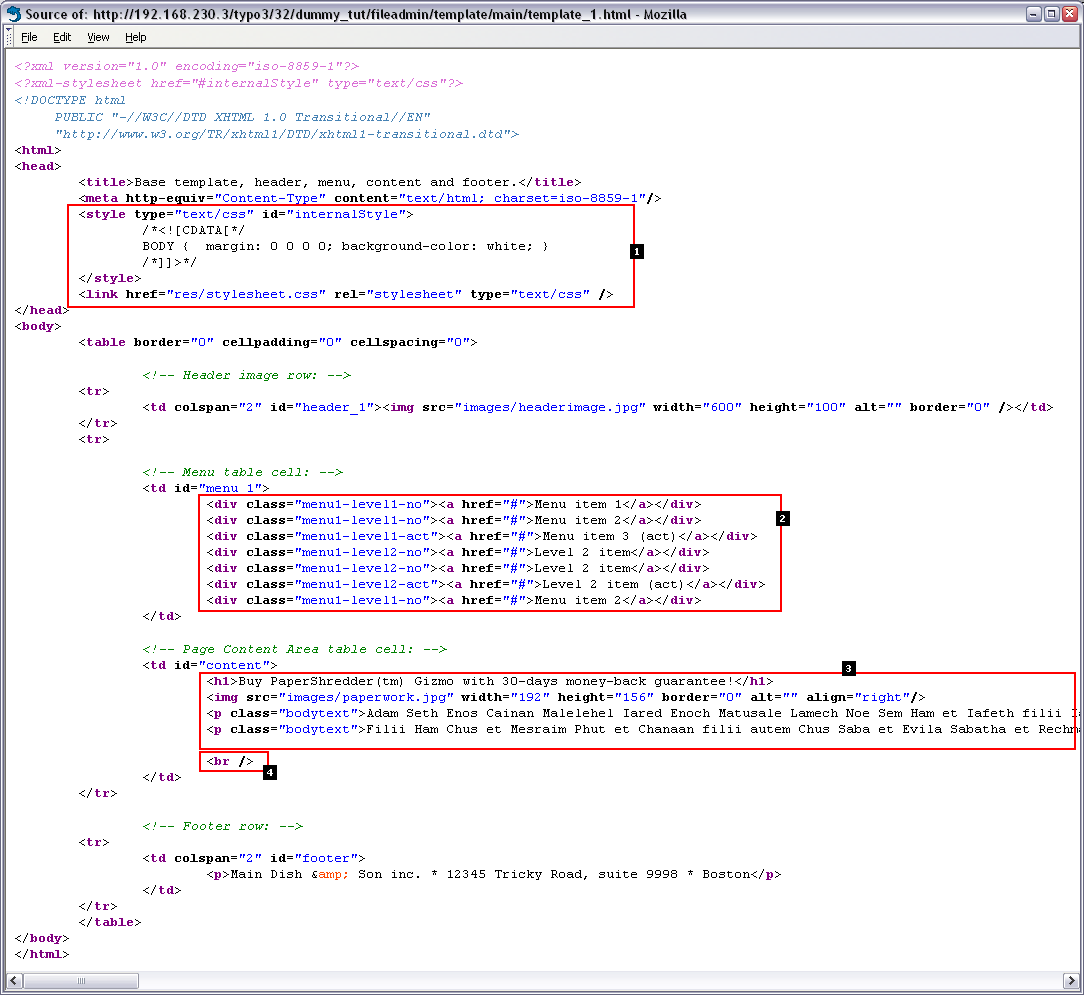 Source of: http://192.168.230.3/typo3/32/dummy_tut/fileadmin/template/main/template_1.html - Mozilla
File Edit View Help
<?xml version="1.0" encoding="iso-8859-1"?>
<?xml-stylesheet href="#internalStyle" type="text/css"?>
<!DOCTYPE html
PUBLIC "-//W3C//DTD XHTML 1.0 Transitional//EN"
"http://www.w3.org/TR/xhtml1/DTD/xhtml1-transitional.dtd">
<html>
<head>
<title>Base template, header, menu, content and footer.</title>
<meta http-equiv="Content-Type" content="text/html; charset=iso-8859-1"/>
<style type="text/css" id="internalStyle">
/*<![CDATA[*/
BODY {  margin: 0 0 0 0; background-color: white; }
1
/*]]>*/
</style>
<link href="res/stylesheet.css" rel="stylesheet" type="text/css" />
</head>
<body>
<table border="0" cellpadding="0" cellspacing="0">
<!-- Header image row: -->
<tr>
<td colspan="2" id="header_1"><img src="images/headerimage.jpg" width="600" height="100" alt="" border="0" /></td>
</tr>
<tr>
<!-- Menu table cell: -->
<td id="menu_1">
<div class="menu1-level1-no"><a href="#">Menu item 1</a></div>
<div class="menu1-level1-no"><a href="#">Menu item 2</a></div>
2
<div class="menu1-level1-act"><a href="#">Menu item 3 (act)</a></div>
<div class="menu1-level2-no"><a href="#">Level 2 item</a></div>
<div class="menu1-level2-no"><a href="#">Level 2 item</a></div>
<div class="menu1-level2-act"><a href="#">Level 2 item (act)</a></div>
<div class="menu1-level1-no"><a href="#">Menu item 2</a></div>
</td>
<!-- Page Content Area table cell: -->
<td id="content">
3
<h1>Buy PaperShredder(tm) Gizmo with 30-days money-back guarantee!</h1>
<img src="images/paperwork.jpg" width="192" height="156" border="0" alt="" align="right"/>
<p class="bodytext">Adam Seth Enos Cainan Malelehel Iared Enoch Matusale Lamech Noe Sem Ham et Iafeth filii
<p class="bodytext">Filii Ham Chus et Mesraim Phut et Chanaan filii autem Chus Saba et Evila Sabatha et
<br />
4
</td>
</tr>
<!-- Footer row: -->
<tr>
<td colspan="2" id="footer">
<p>Main Dish &amp; Son inc. * 12345 Tricky Road, suite 9998 * Boston</p>
</td>
</tr>
</table>
</body>
</html>